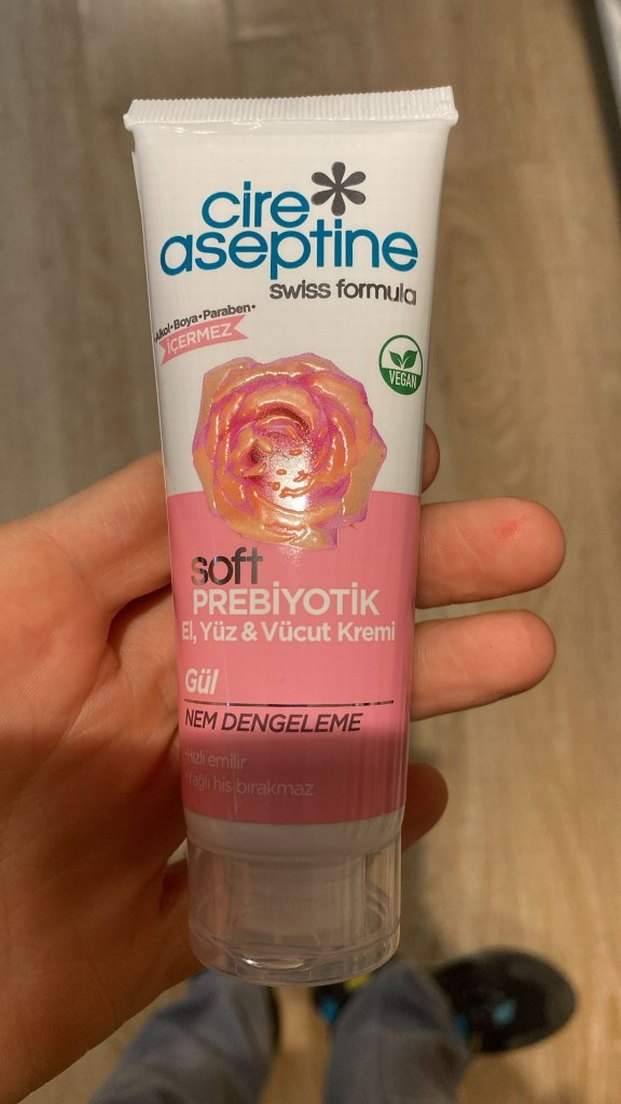 cire
aseptine
swiss formula
Alkol • Boya • Paraben •
İÇERMEZ
VEGAN
soft
PREBİYOTİK
El, Yüz & Vücut Kremi
Gül
NEM DENGELEME
•Hızlı emilir
•Yağlı his bırakmaz